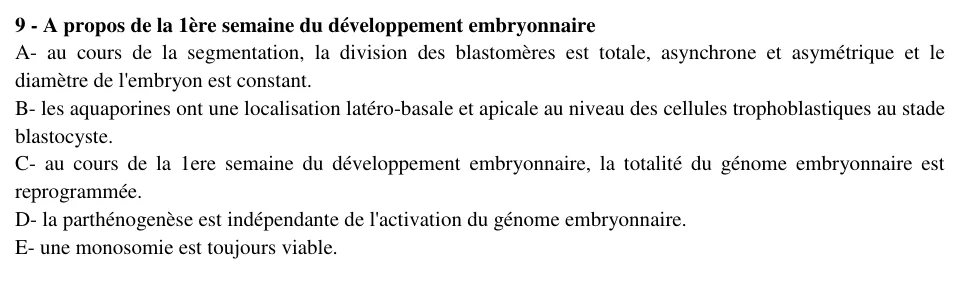 9 - A propos de la 1ère semaine du développement embryonnaire
A- au cours de la segmentation, la division des blastomères est totale, asynchrone et asymétrique et le
diamètre de l'embryon est constant.
B- les aquaporines ont une localisation latéro-basale et apicale au niveau des cellules trophoblastiques au stade
blastocyste.
C- au cours de la 1ere semaine du développement embryonnaire, la totalité du génome embryonnaire est
reprogrammée.
D- la parthénogenèse est indépendante de l'activation du génome embryonnaire.
E- une monosomie est toujours viable.